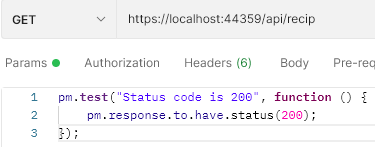 GET https://localhost:44359/api/recip
Params Authorization Headers (6) Body Pre-req
1 pm.test("Status code is 200", function () {
2 pm.response.to.have.status(200);
3 });